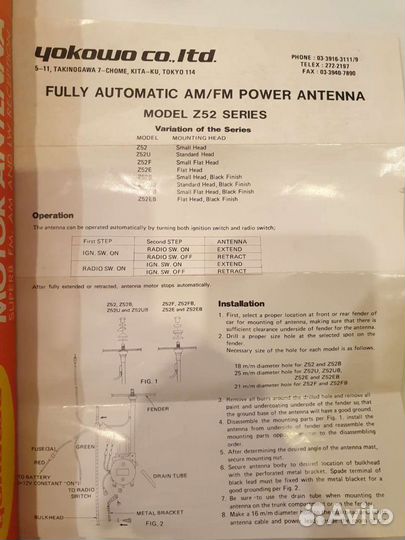 yokowo co.,ltd.
5-11, TAKINOGAWA 7-CHOME, KITA-KU, TOKYO 114
PHONE : 03-3916-3111/9
TELEX : 272-2197
FAX : 03-3940-7890
FULLY AUTOMATIC AM/FM POWER ANTENNA
MODEL Z52 SERIES
Variation of the Series
MODEL MOUNTING HEAD
Z52 Small Head
Z52U Standard Head
Z52F Small Flat Head
Z52E Flat Head
Small Head, Black Finish
Standard Head, Black Finish
Small Flat Head, Black Finish
Z52EB Flat Head, Black Finish
Operation
The antenna can be operated automatically by turning both ignition switch and radio switch;
First STEP Second STEP ANTENNA
IGN. SW. ON RADIO SW. ON EXTEND
RADIO SW. OFF RETRACT
RADIO SW. ON IGN. SW. ON EXTEND
IGN. SW. OFF RETRACT
After fully extended or retracted, antenna motor stops automatically.
Z52, Z52B,
Z52U and Z52UB
Z52F, Z52FB,
Z52E and Z52EB
FIG. 1
FENDER
FUSE(3A)
GREEN
RED
TO BATTERY
(+12V CONSTANT "ON")
TO RADIO
SWITCH
DRAIN TUBE
METAL BRACKET
BULKHEAD
FIG. 2
Installation
1. First, select a proper location at front or rear fender of
car for mounting of antenna, making sure that there is
sufficient clearance underside of fender for the antenna.
2. Drill a proper size hole at the selected spot on the
fender.
Necessary size of the hole for each model is as follows.
18 m/m diameter hole for Z52 and Z52B
25 m/m diameter hole for Z52U, Z52UB,
Z52E and Z52EB
21 m/m diameter hole for Z52F and Z52FB
3. Remove all burrs around the drilled hole and remove all
paint and undercoating underside of the fender so, that
the ground base of the antenna will have a good ground.
4. Disassemble the mounting parts per Fig. 1, install the
antenna from underside of fender and reassemble the
mounting parts opposite manner to the disassembling
order.
5. After determining the desired angle of the antenna mast,
secure mounting nut.
6. Secure antenna body to desired location of bulkhead
with the perforated metal bracket. Spade terminal of
black lead must be fixed with the metal bracket for a
good grounding per Fig. 2.
7. Be sure to use the drain tube when mounting the
antenna on the trunk
8. Make a 16 m/m
antenna cable and power
Avito